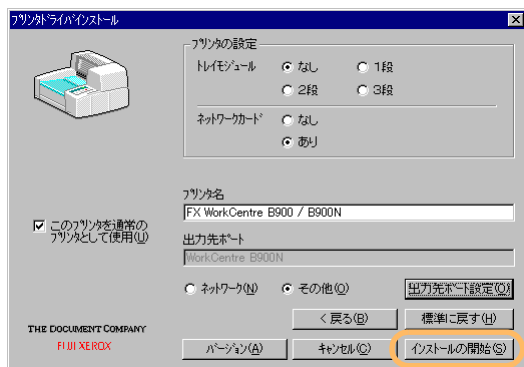 ﾌﾟﾘﾝﾀﾄﾞﾗｲﾊﾞｲﾝｽﾄｰﾙ
ﾌﾟﾘﾝﾀの設定
ﾄﾚｲﾓｼﾞｭｰﾙ なし 1段
2段 3段
ﾈｯﾄﾜｰｸｶｰﾄﾞ なし
あり
ﾌﾟﾘﾝﾀ名
FX WorkCentre B900 / B900N
このﾌﾟﾘﾝﾀを通常の
ﾌﾟﾘﾝﾀとして使用(U)
出力先ﾎﾟｰﾄ
WorkCentre B900N
ﾈｯﾄﾜｰｸ(N) その他(O) 出力先ﾎﾟｰﾄ設定(O)
< 戻る(B) 標準に戻す(H)
THE DOCUMENT COMPANY
FUJI XEROX
ﾊﾞｰｼﾞｮﾝ(A) ｷｬﾝｾﾙ(C) ｲﾝｽﾄｰﾙの開始(S)